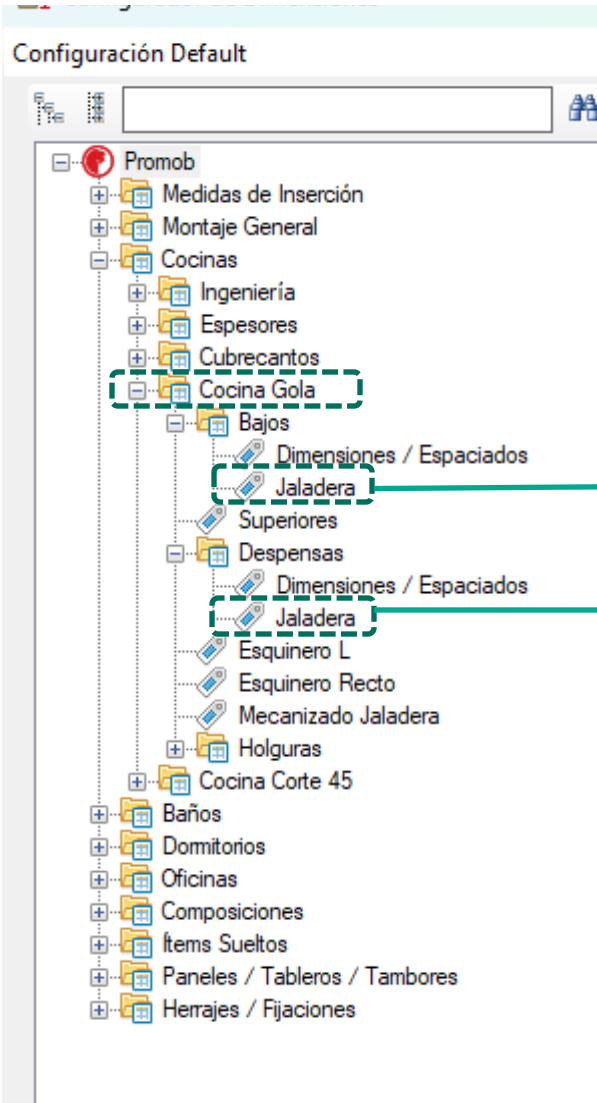 Configuración Default
Promob
Medidas de Inserción
Montaje General
Cocinas
Ingeniería
Espesores
Cubrecantos
Cocina Gola
Bajos
Dimensiones / Espaciados
Jaladera
Superiores
Despensas
Dimensiones / Espaciados
Jaladera
Esquinero L
Esquinero Recto
Mecanizado Jaladera
Holguras
Cocina Corte 45
Baños
Dormitorios
Oficinas
Composiciones
Ítems Sueltos
Paneles / Tableros / Tambores
Herrajes / Fijaciones